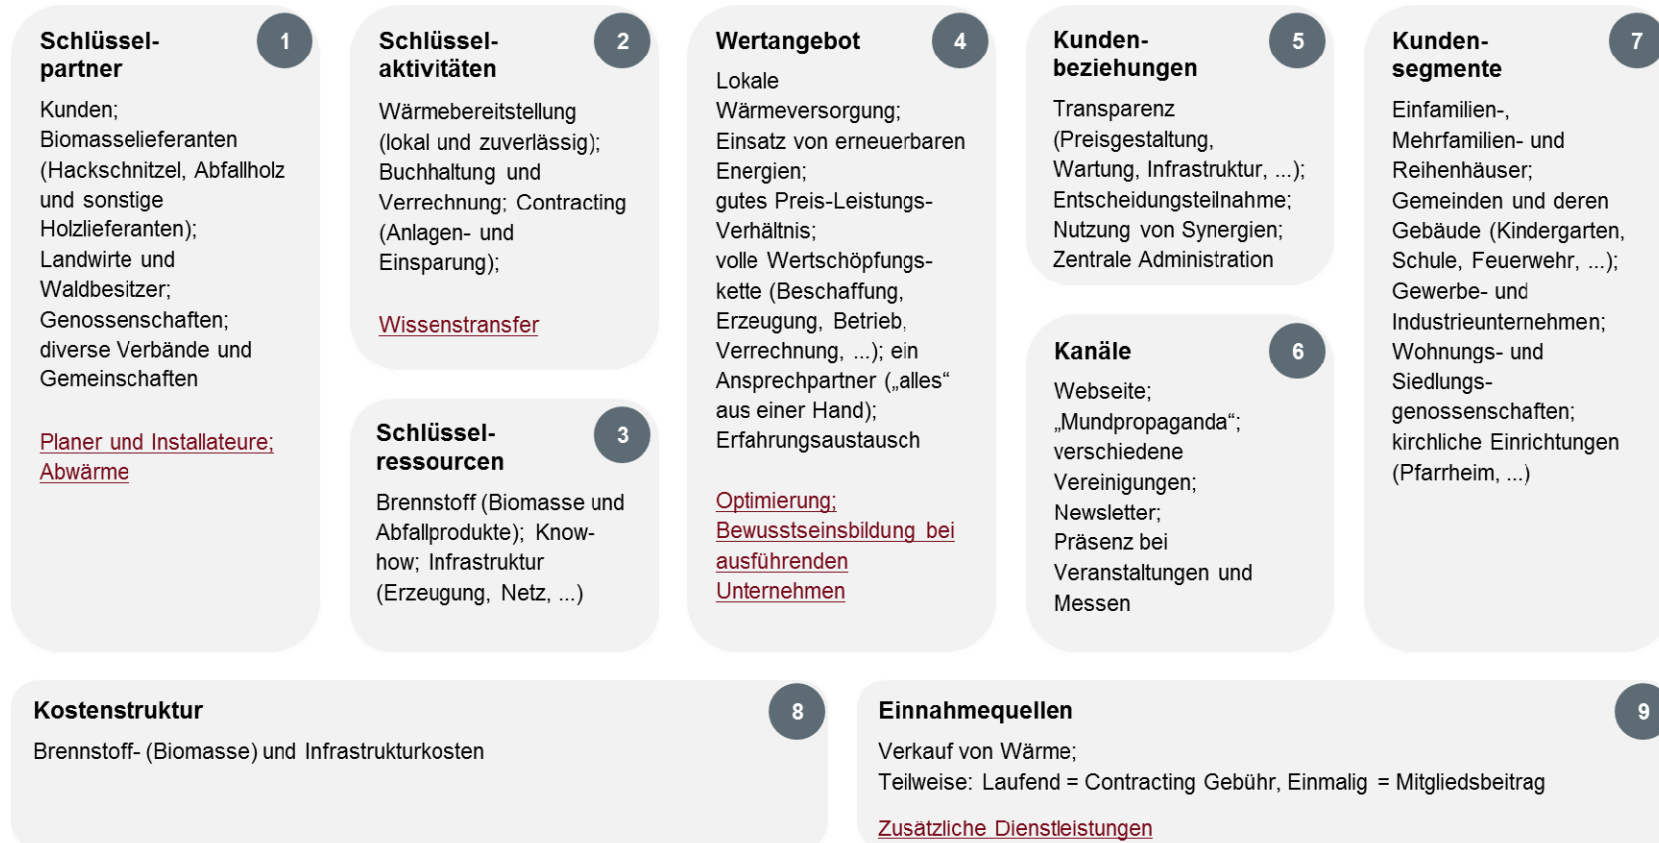 Schlüssel-
partner
1
Kunden;
Biomasselieferanten
(Hackschnitzel, Abfallholz
und sonstige
Holzlieferanten);
Landwirte und
Waldbesitzer;
Genossenschaften;
diverse Verbände und
Gemeinschaften
Planer und Installateure;
Abwärme
Schlüssel-
aktivitäten
2
Wärmebereitstellung
(lokal und zuverlässig);
Buchhaltung und
Verrechnung; Contracting
(Anlagen- und
Einsparung);
Wissenstransfer
Schlüssel-
ressourcen
3
Brennstoff (Biomasse und
Abfallprodukte); Know-
how; Infrastruktur
(Erzeugung, Netz, ...)
Wertangebot
4
Lokale
Wärmeversorgung;
Einsatz von erneuerbaren
Energien;
gutes Preis-Leistungs-
Verhältnis;
volle Wertschöpfungs-
kette (Beschaffung,
Erzeugung, Betrieb,
Verrechnung, ...); ein
Ansprechpartner („alles“
aus einer Hand);
Erfahrungsaustausch
Optimierung;
Bewusstseinsbildung bei
ausführenden
Unternehmen
Kunden-
beziehungen
5
Transparenz
(Preisgestaltung,
Wartung, Infrastruktur, ...);
Entscheidungsteilnahme;
Nutzung von Synergien;
Zentrale Administration
Kanäle
6
Webseite;
„Mundpropaganda“;
verschiedene
Vereinigungen;
Newsletter;
Präsenz bei
Veranstaltungen und
Messen
Kunden-
segmente
7
Einfamilien-,
Mehrfamilien- und
Reihenhäuser;
Gemeinden und deren
Gebäude (Kindergarten,
Schule, Feuerwehr, ...);
Gewerbe- und
Industrieunternehmen;
Wohnungs- und
Siedlungs-
genossenschaften;
kirchliche Einrichtungen
(Pfarrheim, ...)
Kostenstruktur
8
Brennstoff- (Biomasse) und Infrastrukturkosten
Einnahmequellen
9
Verkauf von Wärme;
Teilweise: Laufend = Contracting Gebühr, Einmalig = Mitgliedsbeitrag
Zusätzliche Dienstleistungen